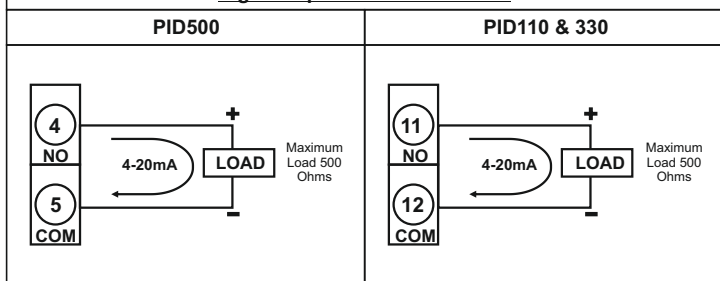 PID500
PID110 & 330
4
NO
5
COM
4-20mA
+
LOAD
–
Maximum
Load 500
Ohms
11
NO
12
COM
4-20mA
+
LOAD
–
Maximum
Load 500
Ohms